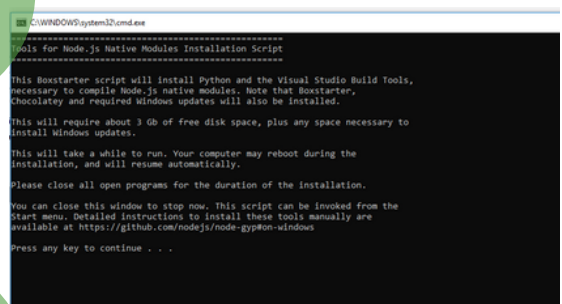 C:\WINDOWS\system32\cmd.exe
====================================================
Tools for Node.js Native Modules Installation Script
====================================================
This Boxstarter script will install Python and the Visual Studio Build Tools,
necessary to compile Node.js native modules. Note that Boxstarter,
Chocolatey and required Windows updates will also be installed.
This will require about 3 Gb of free disk space, plus any space necessary to
install Windows updates.
This will take a while to run. Your computer may reboot during the
installation, and will resume automatically.
Please close all open programs for the duration of the installation.
You can close this window to stop now. This script can be invoked from the
Start menu. Detailed instructions to install these tools manually are
available at https://github.com/nodejs/node-gyp#on-windows
Press any key to continue . . .